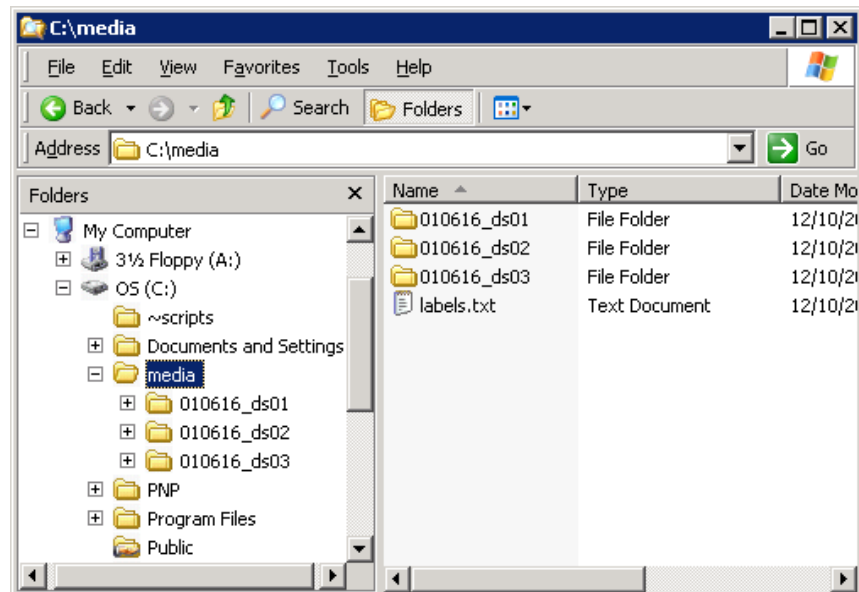 C:\media
File Edit View Favorites Tools Help
Back Search Folders
Address C:\media Go
Folders
My Computer
3½ Floppy (A:)
OS (C:)
~scripts
Documents and Settings
media
010616_ds01
010616_ds02
010616_ds03
PNP
Program Files
Public
Name Type Date Mo
010616_ds01 File Folder 12/10/2
010616_ds02 File Folder 12/10/2
010616_ds03 File Folder 12/10/2
labels.txt Text Document 12/10/2